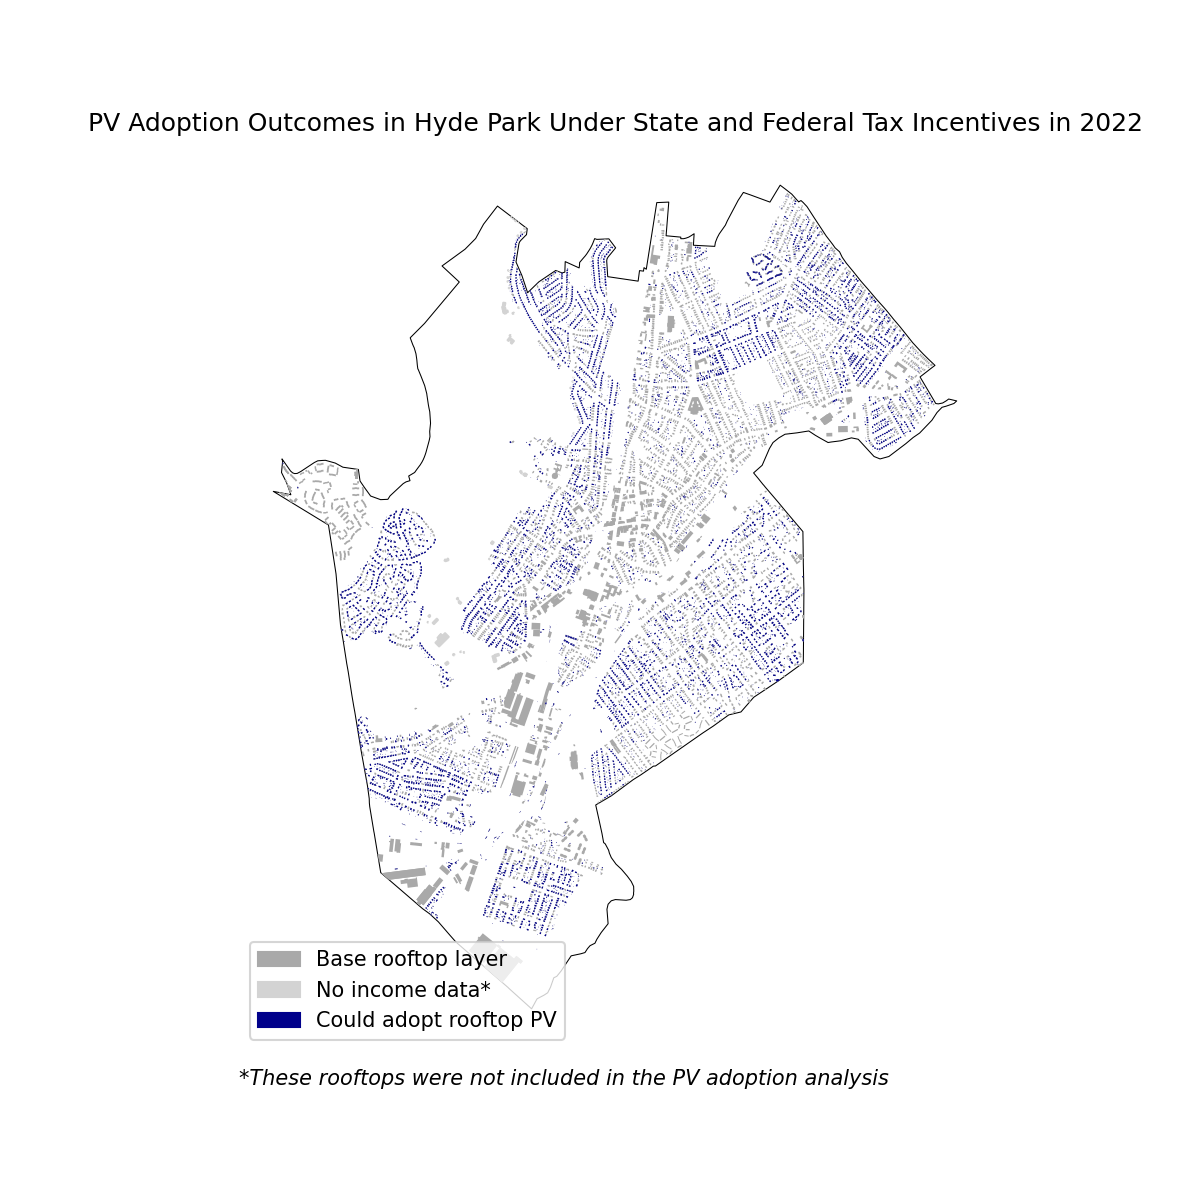 PV Adoption Outcomes in Hyde Park Under State and Federal Tax Incentives in 2022
Base rooftop layer
No income data*
Could adopt rooftop PV
*These rooftops were not included in the PV adoption analysis